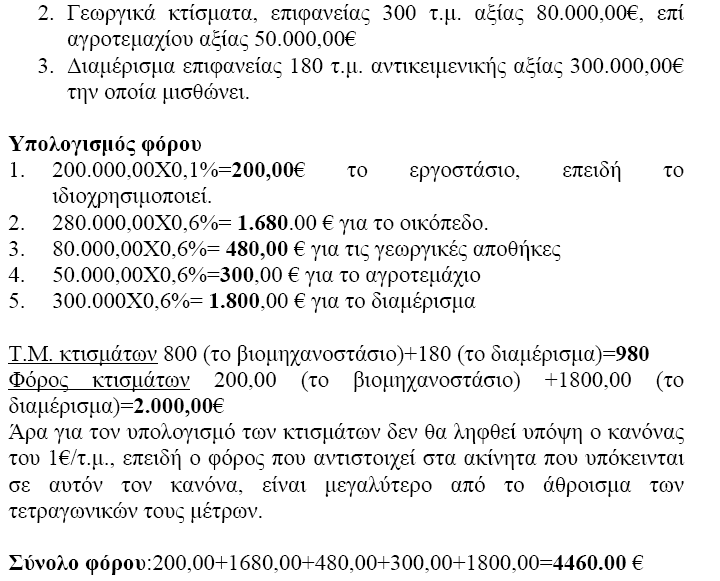 2. Γεωργικά κτίσματα, επιφανείας 300 τ.μ. αξίας 80.000,00€, επί
αγροτεμαχίου αξίας 50.000,00€
3. Διαμέρισμα επιφανείας 180 τ.μ. αντικειμενικής αξίας 300.000,00€
την οποία μισθώνει.
Υπολογισμός φόρου
1. 200.000,00Χ0,1%=200,00€ το εργοστάσιο, επειδή το
ιδιοχρησιμοποιεί.
2. 280.000,00Χ0,6%= 1.680.00 € για το οικόπεδο.
3. 80.000,00Χ0,6%= 480,00 € για τις γεωργικές αποθήκες
4. 50.000,00Χ0,6%=300,00 € για το αγροτεμάχιο
5. 300.000Χ0,6%= 1.800,00 € για το διαμέρισμα
Τ.Μ. κτισμάτων 800 (το βιομηχανοστάσιο)+180 (το διαμέρισμα)=980
Φόρος κτισμάτων 200,00 (το βιομηχανοστάσιο) +1800,00 (το
διαμέρισμα)=2.000,00€
Άρα για τον υπολογισμό των κτισμάτων δεν θα ληφθεί υπόψη ο κανόνας
του 1€/τ.μ., επειδή ο φόρος που αντιστοιχεί στα ακίνητα που υπόκεινται
σε αυτόν τον κανόνα, είναι μεγαλύτερο από το άθροισμα των
τετραγωνικών τους μέτρων.
Σύνολο φόρου:200,00+1680,00+480,00+300,00+1800,00=4460.00 €